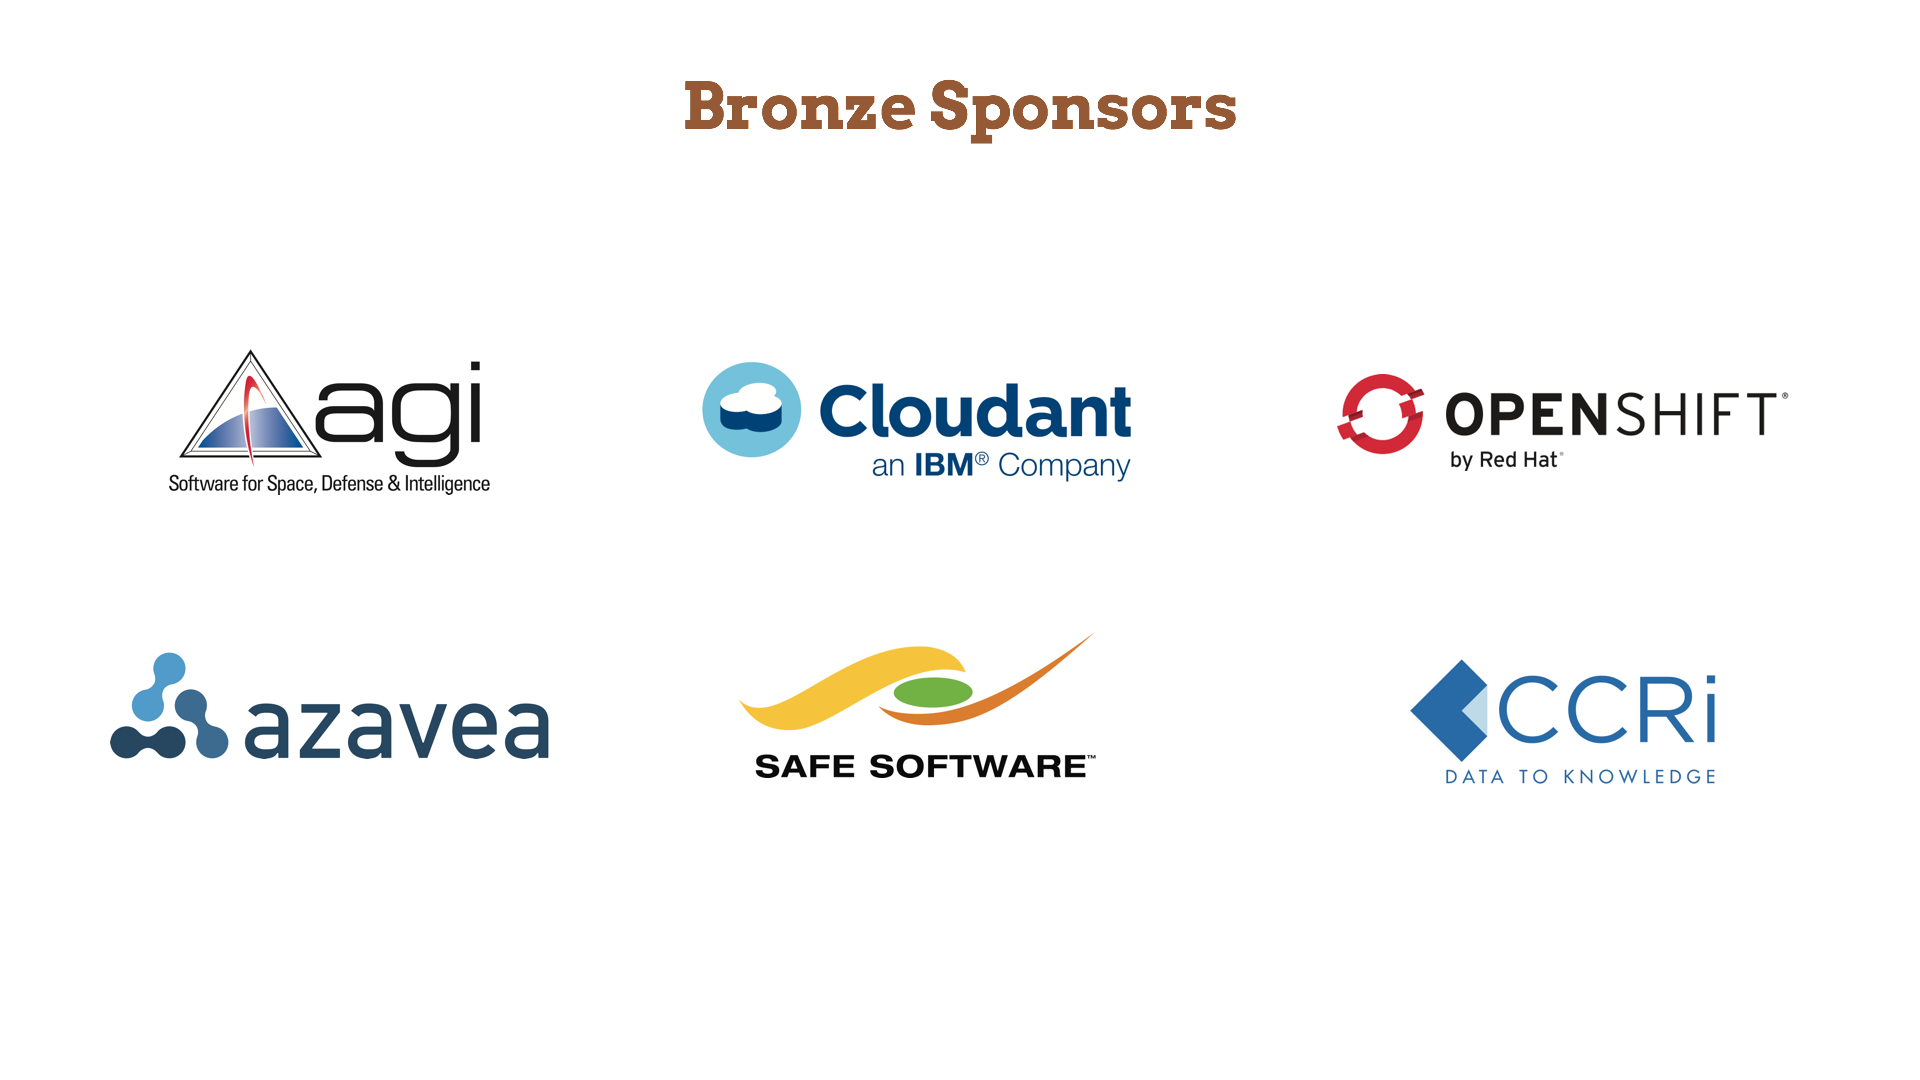 Bronze Sponsors
agi
Software for Space, Defense & Intelligence
Cloudant
an IBM® Company
OPENSHIFT®
by Red Hat®
azavea
SAFE SOFTWARE™
CCRi
DATA TO KNOWLEDGE